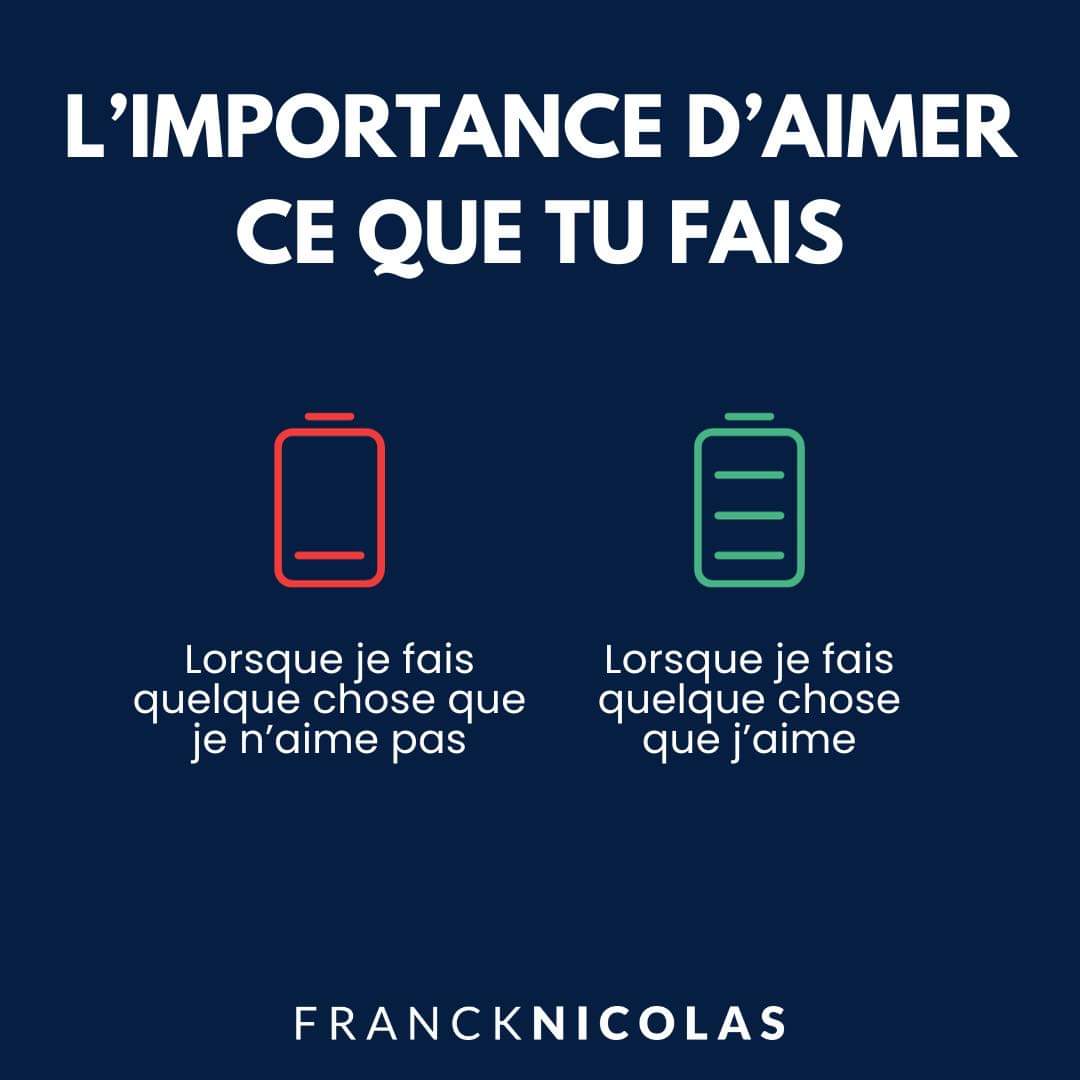 L’IMPORTANCE D’AIMER
CE QUE TU FAIS
Lorsque je fais
quelque chose que
je n’aime pas
Lorsque je fais
quelque chose
que j’aime
FRANCKNICOLAS